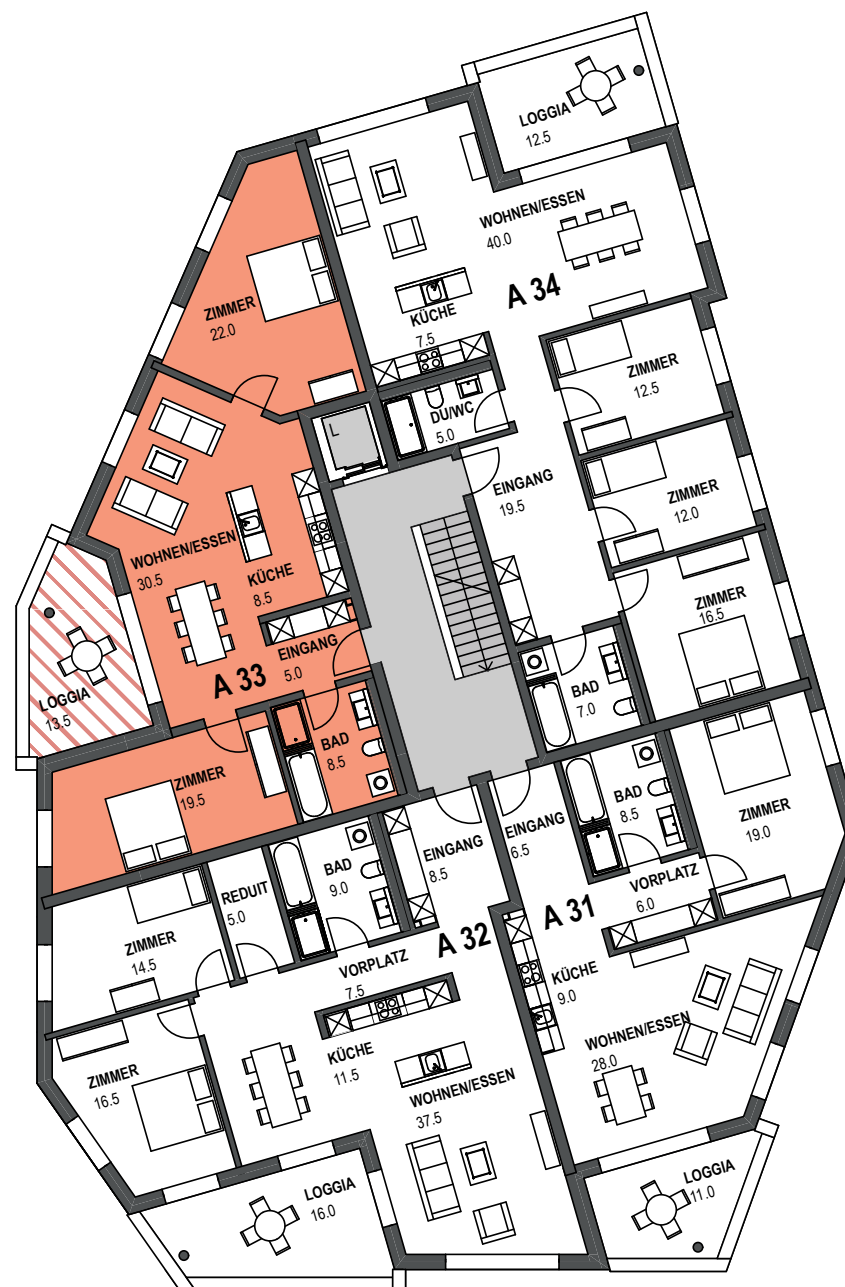 LOGGIA
12.5
WOHNEN/ESSEN
40.0
A 34
KÜCHE
7.5
ZIMMER
12.5
DU/WC
5.0
EINGANG
19.5
ZIMMER
12.0
ZIMMER
16.5
BAD
7.0
ZIMMER
22.0
L
WOHNEN/ESSEN
30.5
KÜCHE
8.5
EINGANG
5.0
A 33
LOGGIA
13.5
BAD
8.5
ZIMMER
19.5
EINGANG
8.5
BAD
9.0
REDUIT
5.0
ZIMMER
14.5
A 32
VORPLATZ
7.5
KÜCHE
11.5
ZIMMER
16.5
WOHNEN/ESSEN
37.5
LOGGIA
16.0
EINGANG
6.5
BAD
8.5
ZIMMER
19.0
VORPLATZ
6.0
A 31
KÜCHE
9.0
WOHNEN/ESSEN
28.0
LOGGIA
11.0